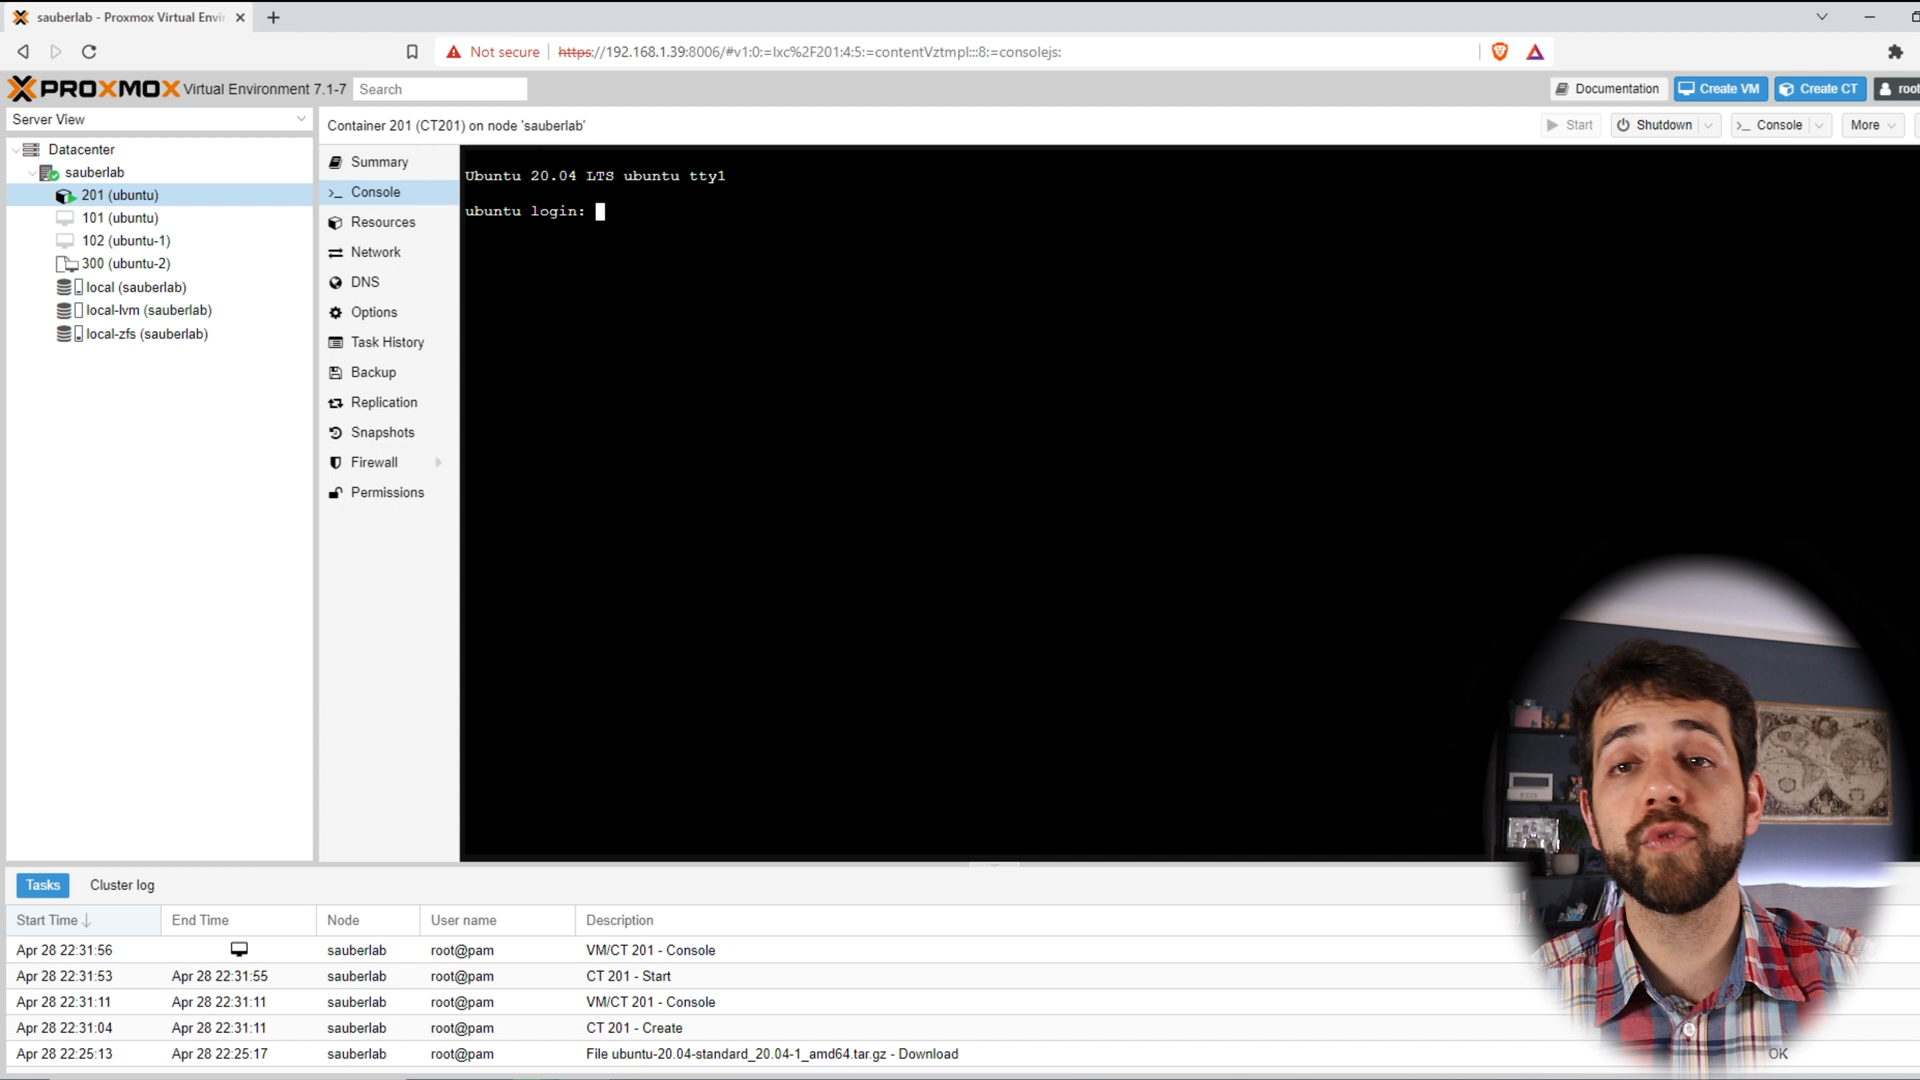 sauberlab - Proxmox Virtual Envi
Not secure
https://192.168.1.39:8006/#v1:0:=lxc%2F201:4:5:=contentVztmpl:::8:=consolejs:
PROXMOX Virtual Environment 7.1-7
Search
Documentation
Create VM
Create CT
root
Server View
Container 201 (CT201) on node 'sauberlab'
Start
Shutdown
Console
More
Datacenter
sauberlab
201 (ubuntu)
101 (ubuntu)
102 (ubuntu-1)
300 (ubuntu-2)
local (sauberlab)
local-lvm (sauberlab)
local-zfs (sauberlab)
Summary
Console
Resources
Network
DNS
Options
Task History
Backup
Replication
Snapshots
Firewall
Permissions
Ubuntu 20.04 LTS ubuntu tty1
ubuntu login:
Tasks
Cluster log
Start Time
End Time
Node
User name
Description
Apr 28 22:31:56 sauberlab root@pam VM/CT 201 - Console
Apr 28 22:31:53 Apr 28 22:31:55 sauberlab root@pam CT 201 - Start
Apr 28 22:31:11 Apr 28 22:31:11 sauberlab root@pam VM/CT 201 - Console
Apr 28 22:31:04 Apr 28 22:31:11 sauberlab root@pam CT 201 - Create
Apr 28 22:25:13 Apr 28 22:25:17 sauberlab root@pam File ubuntu-20.04-standard_20.04-1_amd64.tar.gz - Download
OK